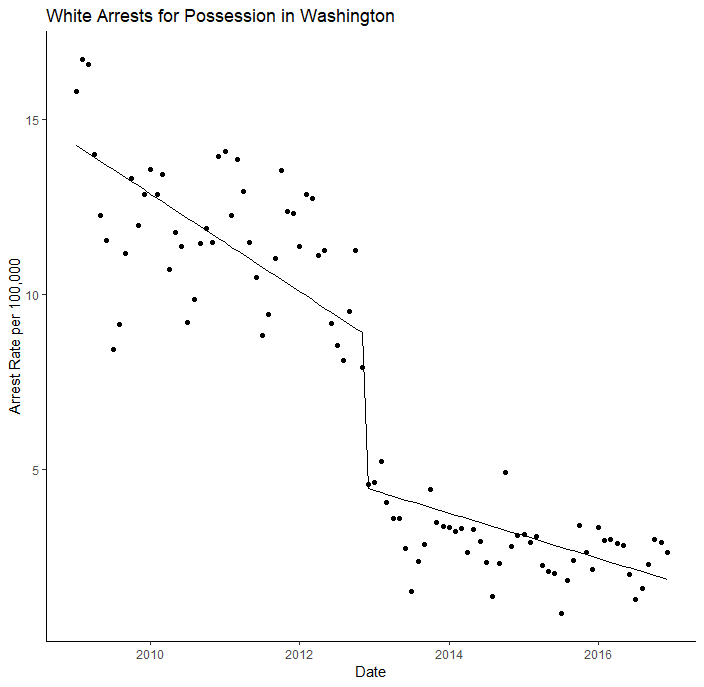 White Arrests for Possession in Washington
15
10
5
Arrest Rate per 100,000
2010
2012
2014
2016
Date